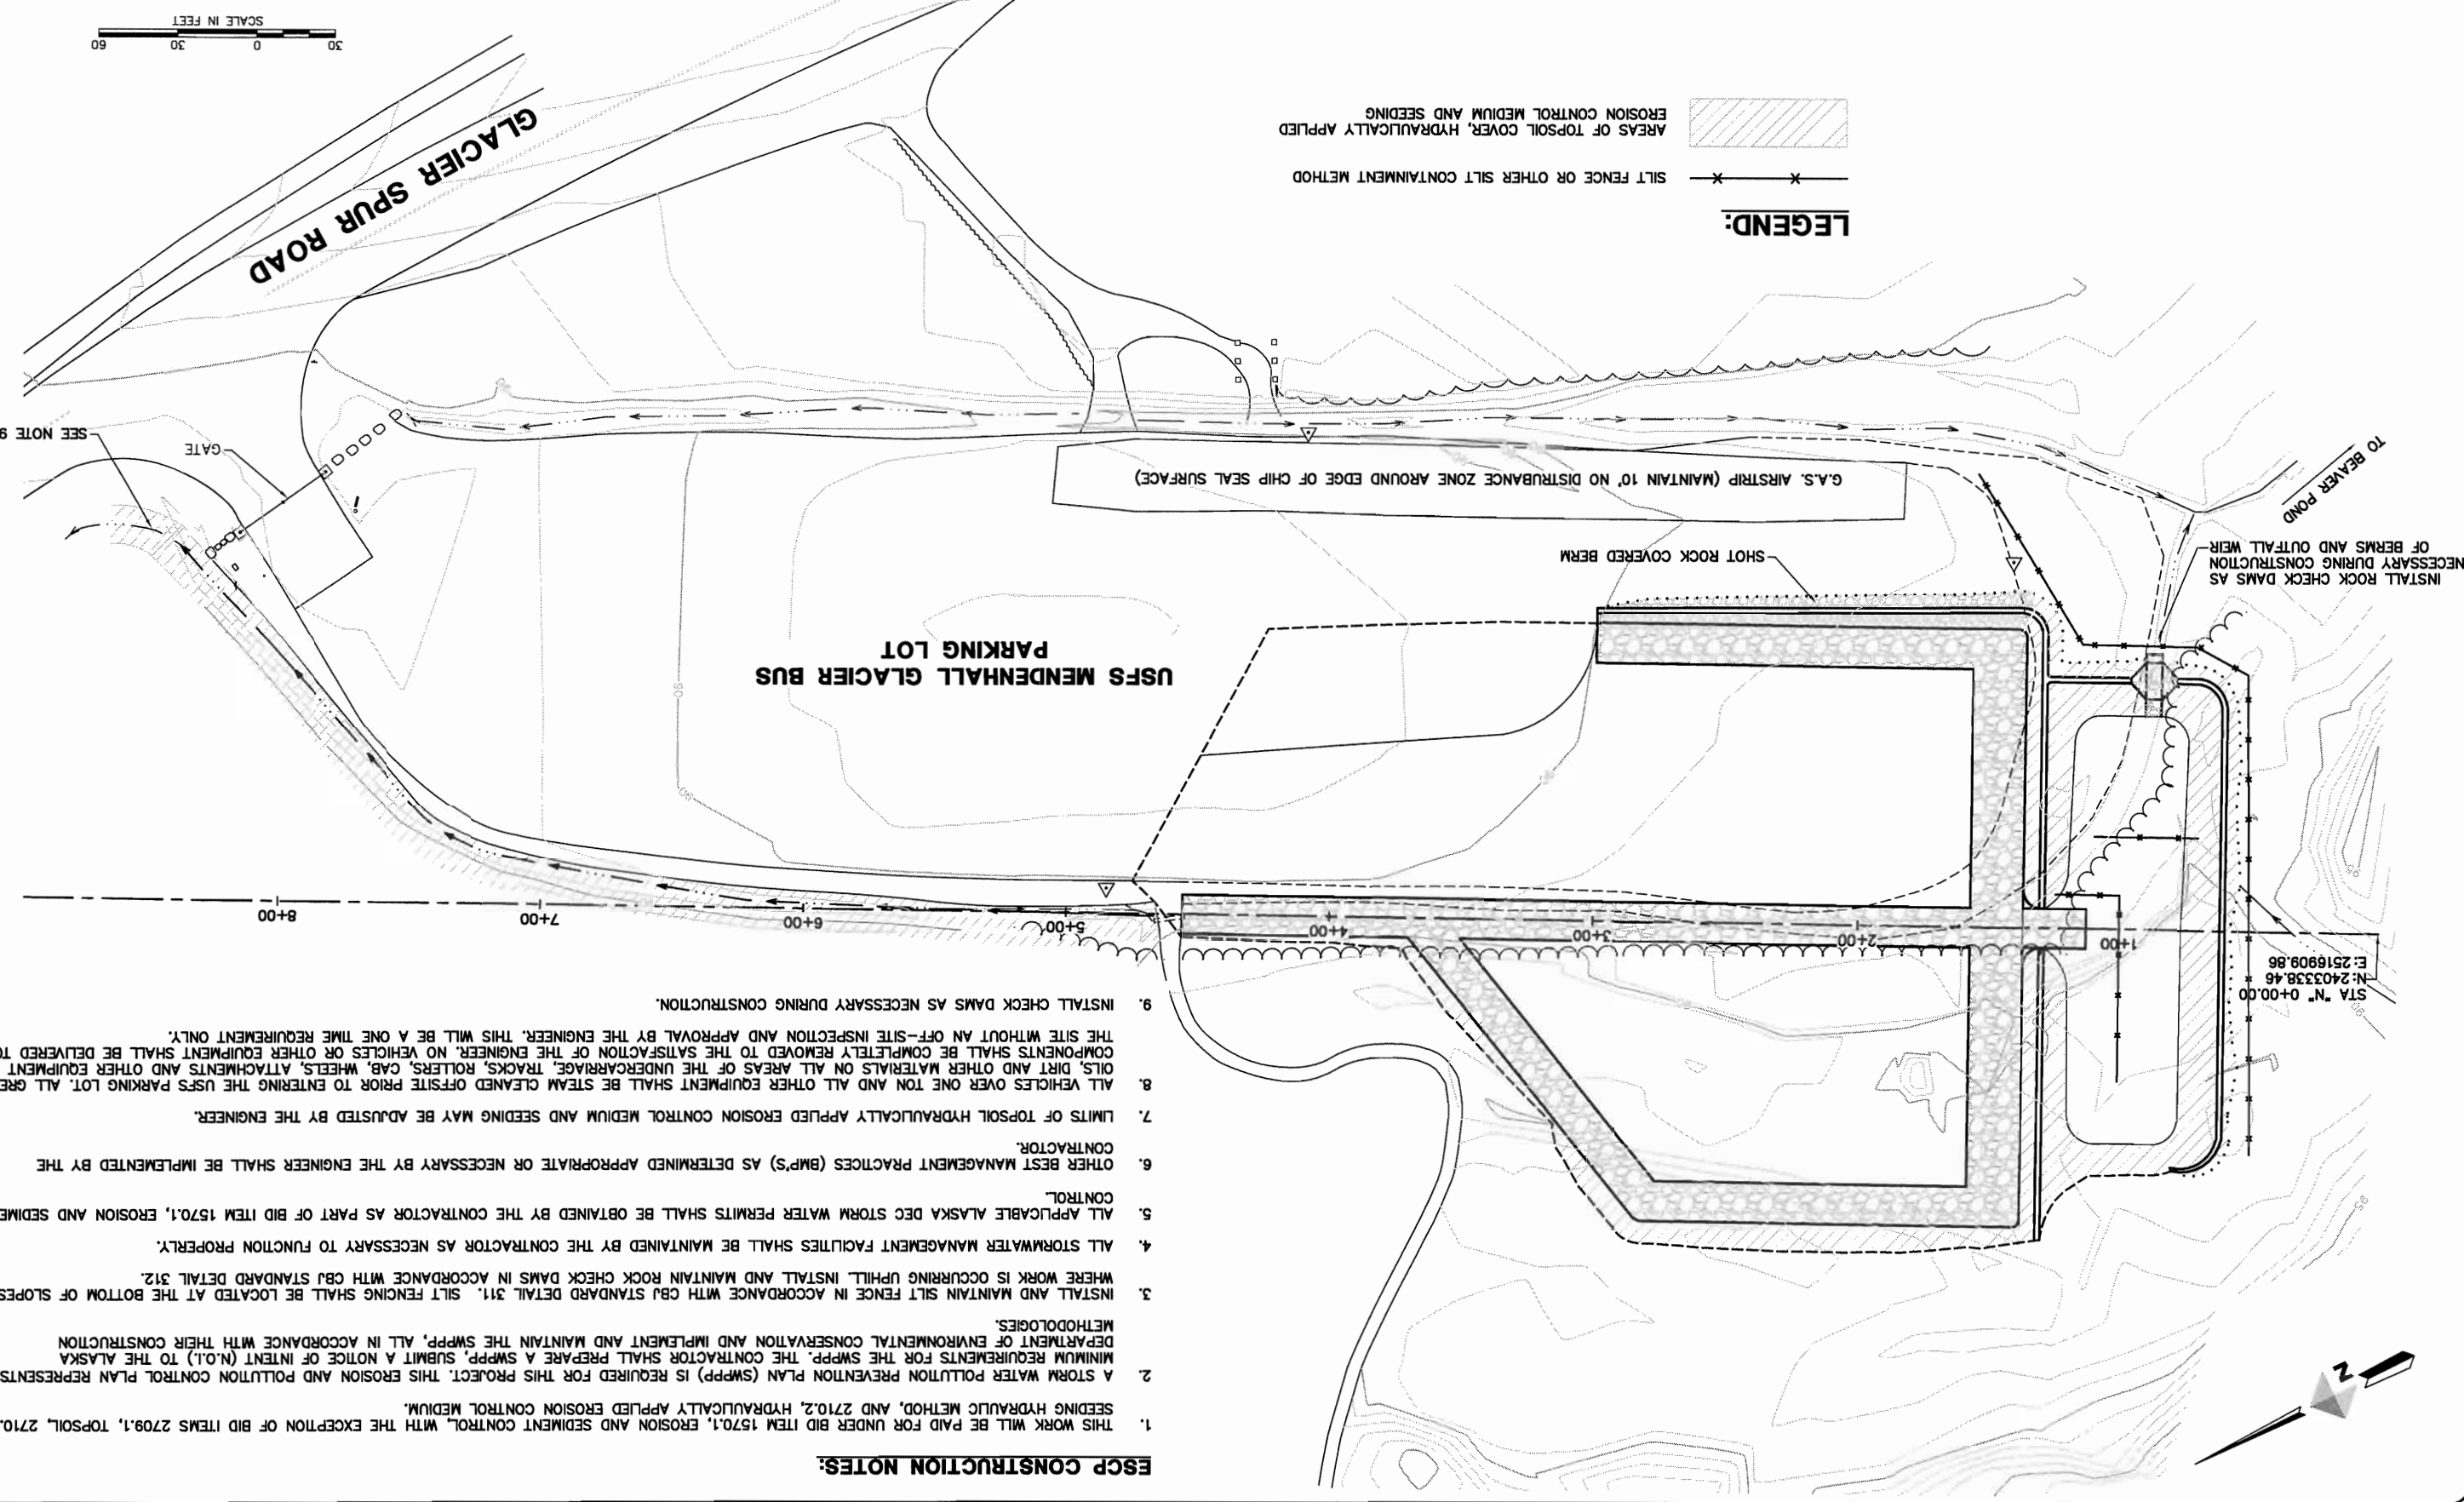 ESCP CONSTRUCTION NOTES:
1. THIS WORK WILL BE PAID FOR UNDER BID ITEM 1570.1, EROSION AND SEDIMENT CONTROL, WITH THE EXCEPTION OF BID ITEMS 2709.1, TOPSOIL, 2710.
SEEDING HYDRAULIC METHOD, AND 2710.2, HYDRAULICALLY APPLIED EROSION CONTROL MEDIUM.
2. A STORM WATER POLLUTION PREVENTION PLAN (SWPPP) IS REQUIRED FOR THIS PROJECT. THIS EROSION AND POLLUTION CONTROL PLAN REPRESENTS
MINIMUM REQUIREMENTS FOR THE SWPPP. THE CONTRACTOR SHALL PREPARE A SWPPP, SUBMIT A NOTICE OF INTENT (N.O.I.) TO THE ALASKA
DEPARTMENT OF ENVIRONMENTAL CONSERVATION AND IMPLEMENT AND MAINTAIN THE SWPPP, ALL IN ACCORDANCE WITH THEIR CONSTRUCTION
METHODOLOGIES.
3. INSTALL AND MAINTAIN SILT FENCE IN ACCORDANCE WITH CBJ STANDARD DETAIL 311. SILT FENCING SHALL BE LOCATED AT THE BOTTOM OF SLOPES
WHERE WORK IS OCCURRING UPHILL. INSTALL AND MAINTAIN ROCK CHECK DAMS IN ACCORDANCE WITH CBJ STANDARD DETAIL 312.
4. ALL STORMWATER MANAGEMENT FACILITIES SHALL BE MAINTAINED BY THE CONTRACTOR AS NECESSARY TO FUNCTION PROPERLY.
5. ALL APPLICABLE ALASKA DEC STORM WATER PERMITS SHALL BE OBTAINED BY THE CONTRACTOR AS PART OF BID ITEM 1570.1, EROSION AND SEDIME
CONTROL.
6. OTHER BEST MANAGEMENT PRACTICES (BMP'S) AS DETERMINED APPROPRIATE OR NECESSARY BY THE ENGINEER SHALL BE IMPLEMENTED BY THE
CONTRACTOR.
7. LIMITS OF TOPSOIL HYDRAULICALLY APPLIED EROSION CONTROL MEDIUM AND SEEDING MAY BE ADJUSTED BY THE ENGINEER.
8. ALL VEHICLES OVER ONE TON AND ALL OTHER EQUIPMENT SHALL BE STEAM CLEANED OFFSITE PRIOR TO ENTERING THE USFS PARKING LOT. ALL GRE
OILS, DIRT AND OTHER MATERIALS ON ALL AREAS OF THE UNDERCARRIAGE, TRACKS, ROLLERS, CAB, WHEELS, ATTACHMENTS AND OTHER EQUIPMENT
COMPONENTS SHALL BE COMPLETELY REMOVED TO THE SATISFACTION OF THE ENGINEER. NO VEHICLES OR OTHER EQUIPMENT SHALL BE DELIVERED TO
THE SITE WITHOUT AN OFF-SITE INSPECTION AND APPROVAL BY THE ENGINEER. THIS WILL BE A ONE TIME REQUIREMENT ONLY.
9. INSTALL CHECK DAMS AS NECESSARY DURING CONSTRUCTION.
N
95
STA "N" 0+00.00
N: 2403338.46
E: 2516909.86
1+00
2+00
3+00
4+00
5+00
6+00
7+00
8+00
90
90
90
95
USFS MENDENHALL GLACIER BUS
PARKING LOT
INSTALL ROCK CHECK DAMS AS
NECESSARY DURING CONSTRUCTION
OF BERMS AND OUTFALL WEIR
SHOT ROCK COVERED BERM
TO BEAVER POND
G.A.S. AIRSTRIP (MAINTAIN 10' NO DISTRUBANCE ZONE AROUND EDGE OF CHIP SEAL SURFACE)
GATE
SEE NOTE 9
LEGEND:
SILT FENCE OR OTHER SILT CONTAINMENT METHOD
AREAS OF TOPSOIL COVER, HYDRAULICALLY APPLIED
EROSION CONTROL MEDIUM AND SEEDING
GLACIER SPUR ROAD
30 0 30 60
SCALE IN FEET